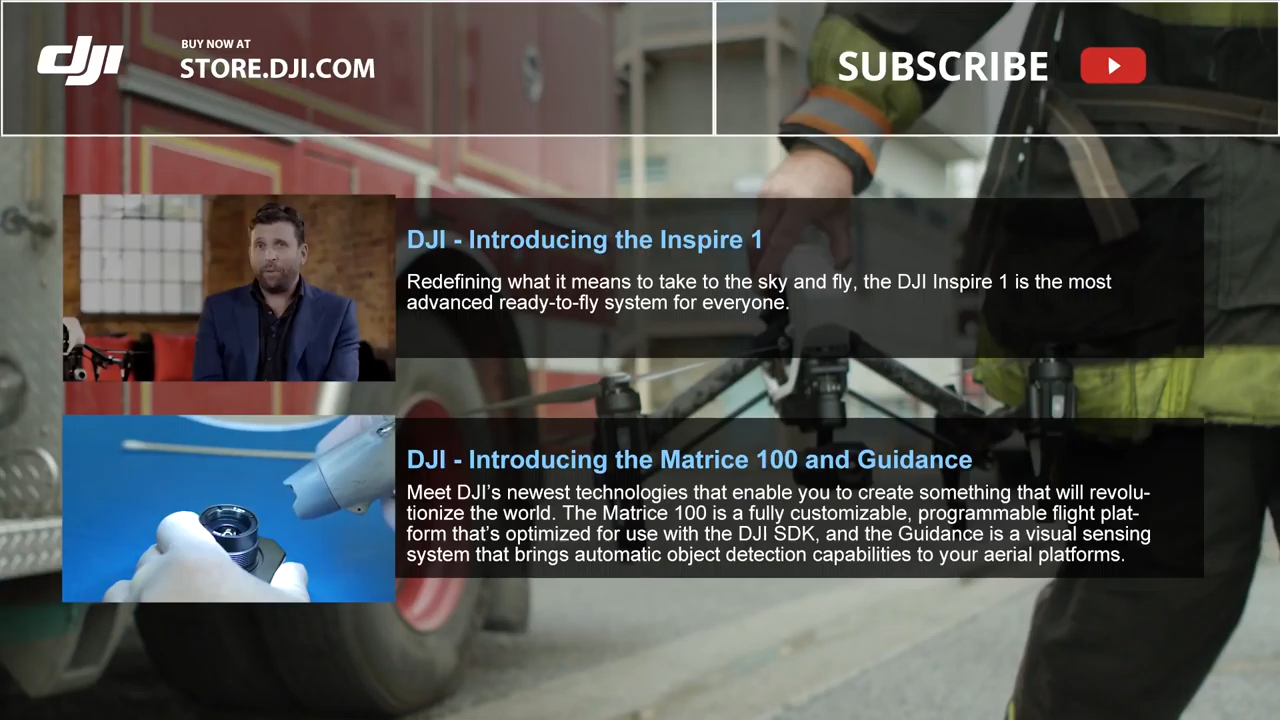 dji
BUY NOW AT
STORE.DJI.COM
SUBSCRIBE
DJI - Introducing the Inspire 1
Redefining what it means to take to the sky and fly, the DJI Inspire 1 is the most
advanced ready-to-fly system for everyone.
DJI - Introducing the Matrice 100 and Guidance
Meet DJI's newest technologies that enable you to create something that will revolu-
tionize the world. The Matrice 100 is a fully customizable, programmable flight plat-
form that's optimized for use with the DJI SDK, and the Guidance is a visual sensing
system that brings automatic object detection capabilities to your aerial platforms.